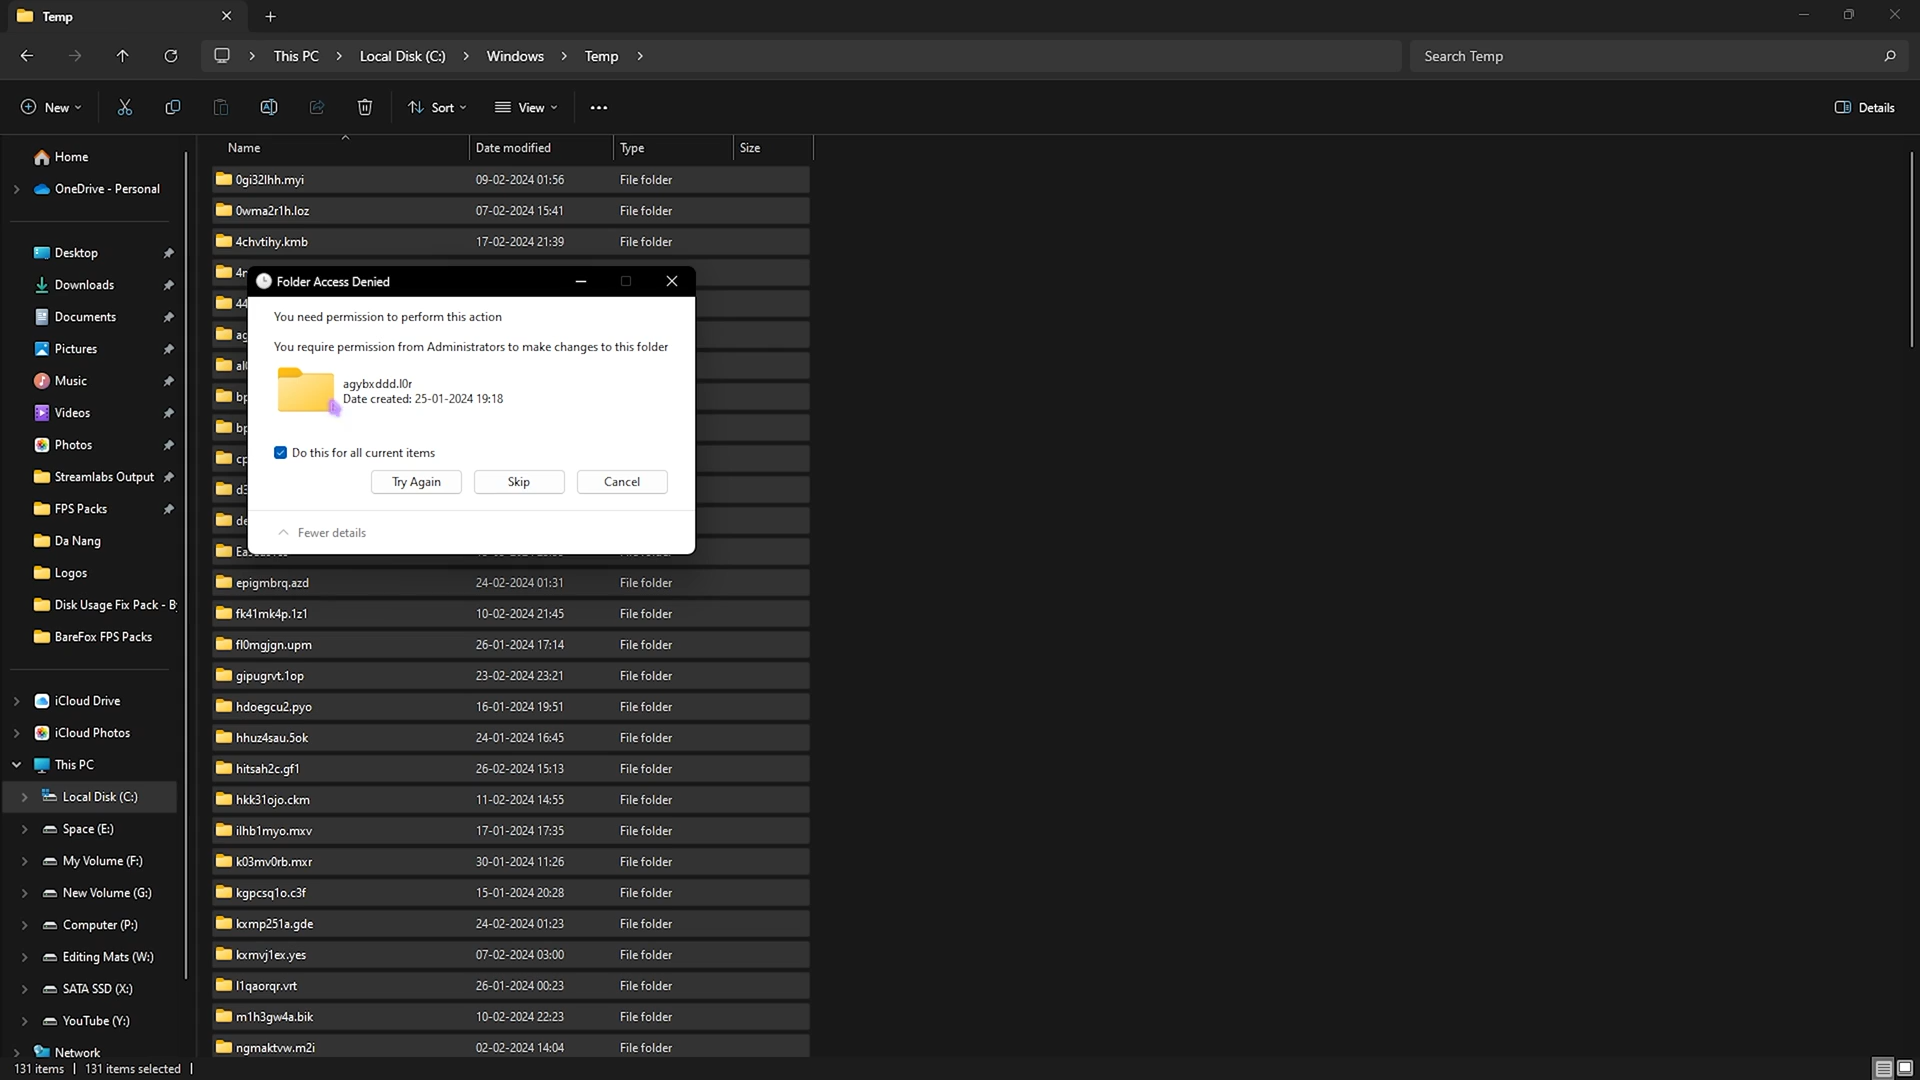 Temp
This PC
Local Disk (C:)
Windows
Temp
Search Temp
New
Sort
View
Details
Name
Date modified
Type
Size
Home
OneDrive - Personal
Desktop
Downloads
Documents
Pictures
Music
Videos
Photos
Streamlabs Output
FPS Packs
Da Nang
Logos
Disk Usage Fix Pack - B
BareFox FPS Packs
iCloud Drive
iCloud Photos
This PC
Local Disk (C:)
Space (E:)
My Volume (F:)
New Volume (G:)
Computer (P:)
Editing Mats (W:)
SATA SSD (X:)
YouTube (Y:)
Network
0gi32lhh.myi 09-02-2024 01:56 File folder
0wma2r1h.loz 07-02-2024 15:41 File folder
4chvtihy.kmb 17-02-2024 21:39 File folder
44
ag
bp
bp
cp
d3
de
Folder Access Denied
You need permission to perform this action
You require permission from Administrators to make changes to this folder
agybxddd.l0r
Date created: 25-01-2024 19:18
Do this for all current items
Try Again
Skip
Cancel
Fewer details
epigmbrq.azd 24-02-2024 01:31 File folder
fk41mk4p.1z1 10-02-2024 21:45 File folder
fl0mgjgn.upm 26-01-2024 17:14 File folder
gipugrvt.1op 23-02-2024 23:21 File folder
hdoegcu2.pyo 16-01-2024 19:51 File folder
hhuz4sau.5ok 24-01-2024 16:45 File folder
hitsah2c.gf1 26-02-2024 15:13 File folder
hkk31ojo.ckm 11-02-2024 14:55 File folder
ilhb1myo.mxv 17-01-2024 17:35 File folder
k03mv0rb.mxr 30-01-2024 11:26 File folder
kgpcsq1o.c3f 15-01-2024 20:28 File folder
kxmp251a.gde 24-02-2024 01:23 File folder
kxmvj1ex.yes 07-02-2024 03:00 File folder
l1qaorqr.vrt 26-01-2024 00:23 File folder
m1h3gw4a.bik 10-02-2024 22:23 File folder
ngmaktvw.m2i 02-02-2024 14:04 File folder
131 items
131 items selected